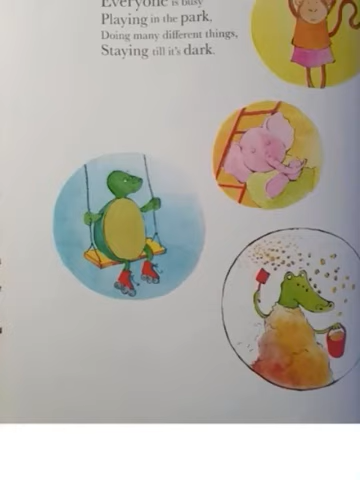 Everyone is busy
Playing in the park,
Doing many different things,
Staying till it's dark.